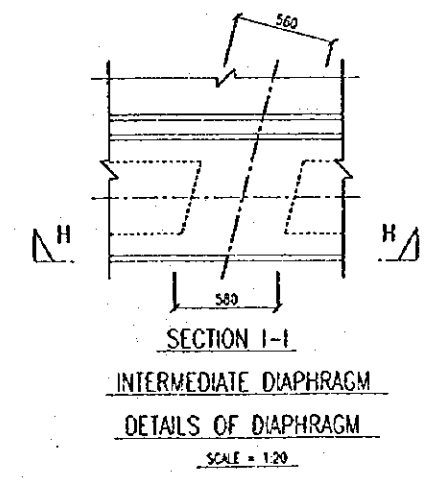 560
H H
580
SECTION I-I
INTERMEDIATE DIAPHRAGM
DETAILS OF DIAPHRAGM
SCALE = 1:20